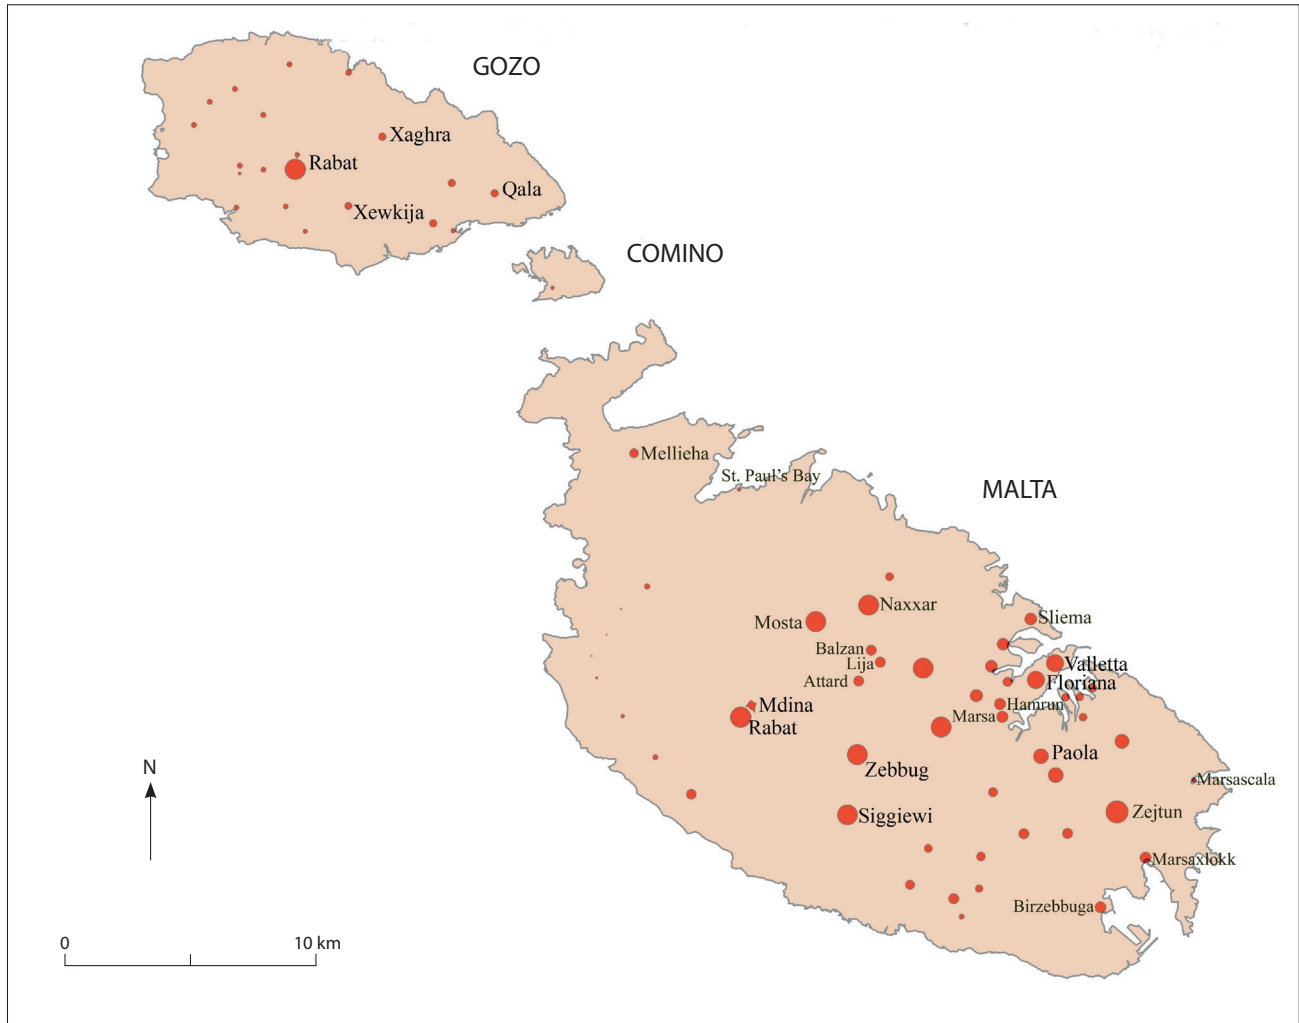 GOZO
Xaghra
Rabat
Qala
Xewkija
COMINO
Mellieha
St. Paul's Bay
MALTA
Naxxar
Sliema
Mosta
Balzan
Lija
Valletta
Attard
Floriana
Mdina
Hamrun
Marsa
Rabat
Paola
Zebbug
N
Marsascala
Zejtun
Siggiewi
Marsaxlokk
Birzebbuga
0 10 km